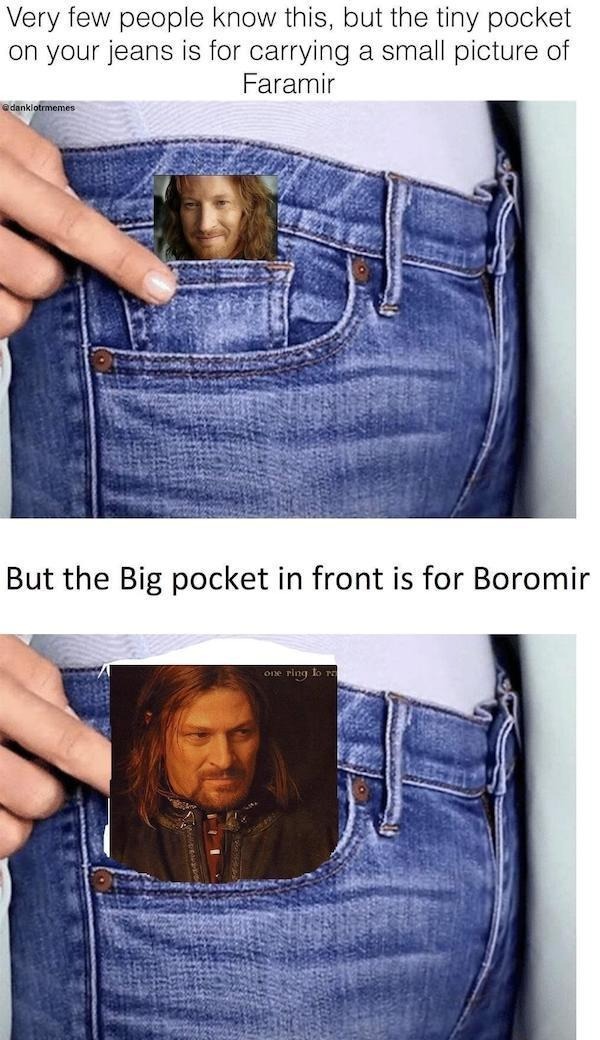 Very few people know this, but the tiny pocket
on your jeans is for carrying a small picture of
Faramir
@danklotrmemes
But the Big pocket in front is for Boromir
one ring to